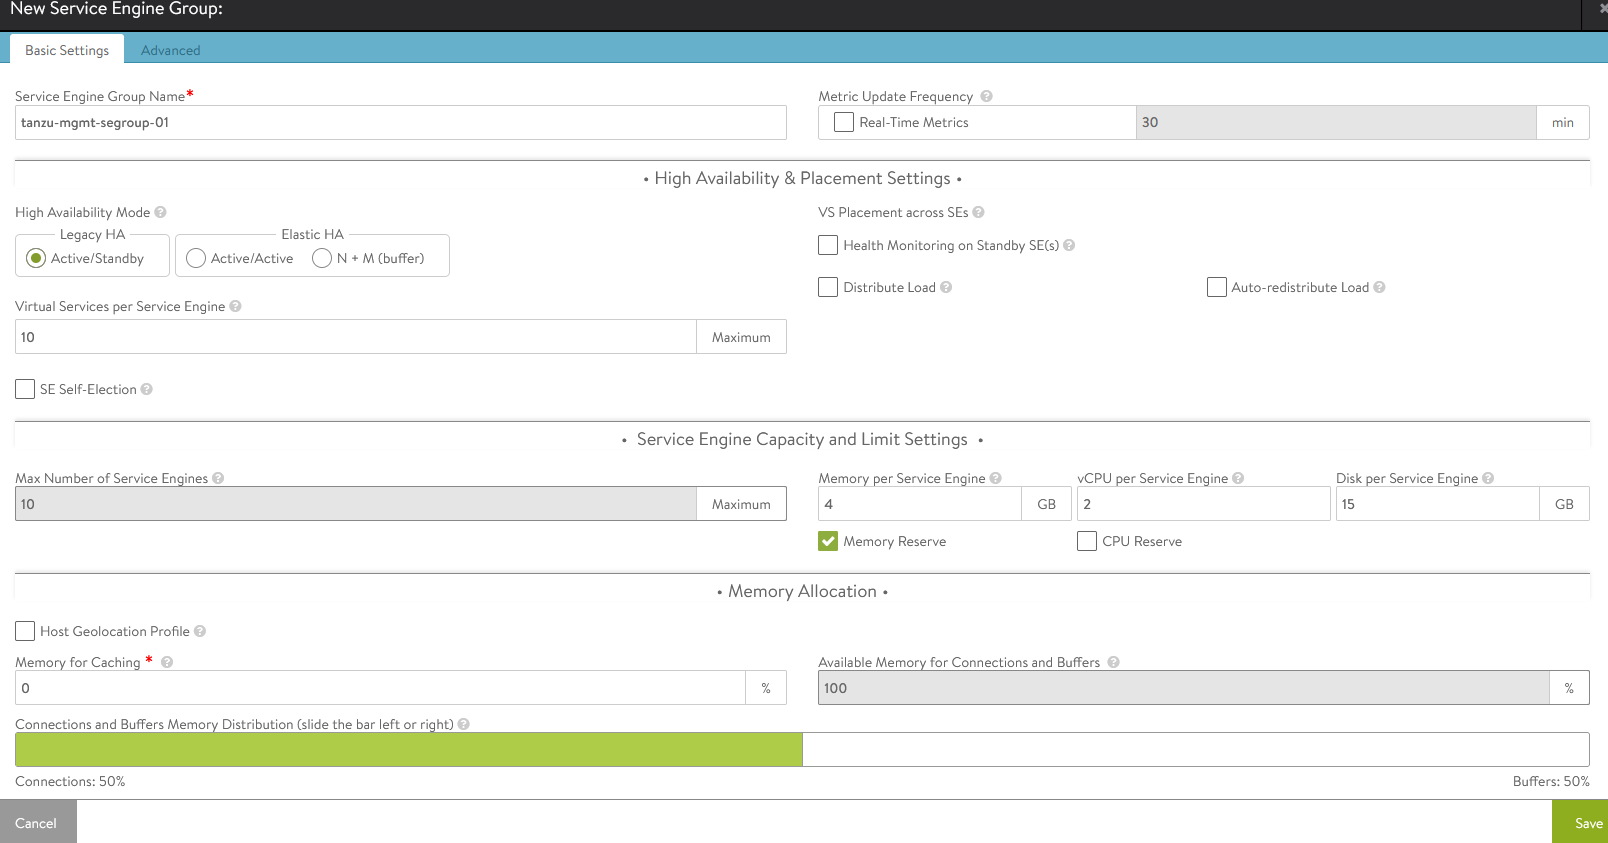 New Service Engine Group:
Basic Settings
Advanced
Service Engine Group Name*
tanzu-mgmt-segroup-01
Metric Update Frequency ?
Real-Time Metrics
30
min
• High Availability & Placement Settings •
High Availability Mode ?
Legacy HA
Active/Standby
Elastic HA
Active/Active
N + M (buffer)
VS Placement across SEs ?
Health Monitoring on Standby SE(s) ?
Distribute Load ?
Auto-redistribute Load ?
Virtual Services per Service Engine ?
10
Maximum
SE Self-Election ?
• Service Engine Capacity and Limit Settings •
Max Number of Service Engines ?
10
Maximum
Memory per Service Engine ?
4
GB
vCPU per Service Engine ?
2
Disk per Service Engine ?
15
GB
Memory Reserve
CPU Reserve
• Memory Allocation •
Host Geolocation Profile ?
Memory for Caching * ?
0
%
Available Memory for Connections and Buffers ?
100
%
Connections and Buffers Memory Distribution (slide the bar left or right) ?
Connections: 50%
Buffers: 50%
Cancel
Save